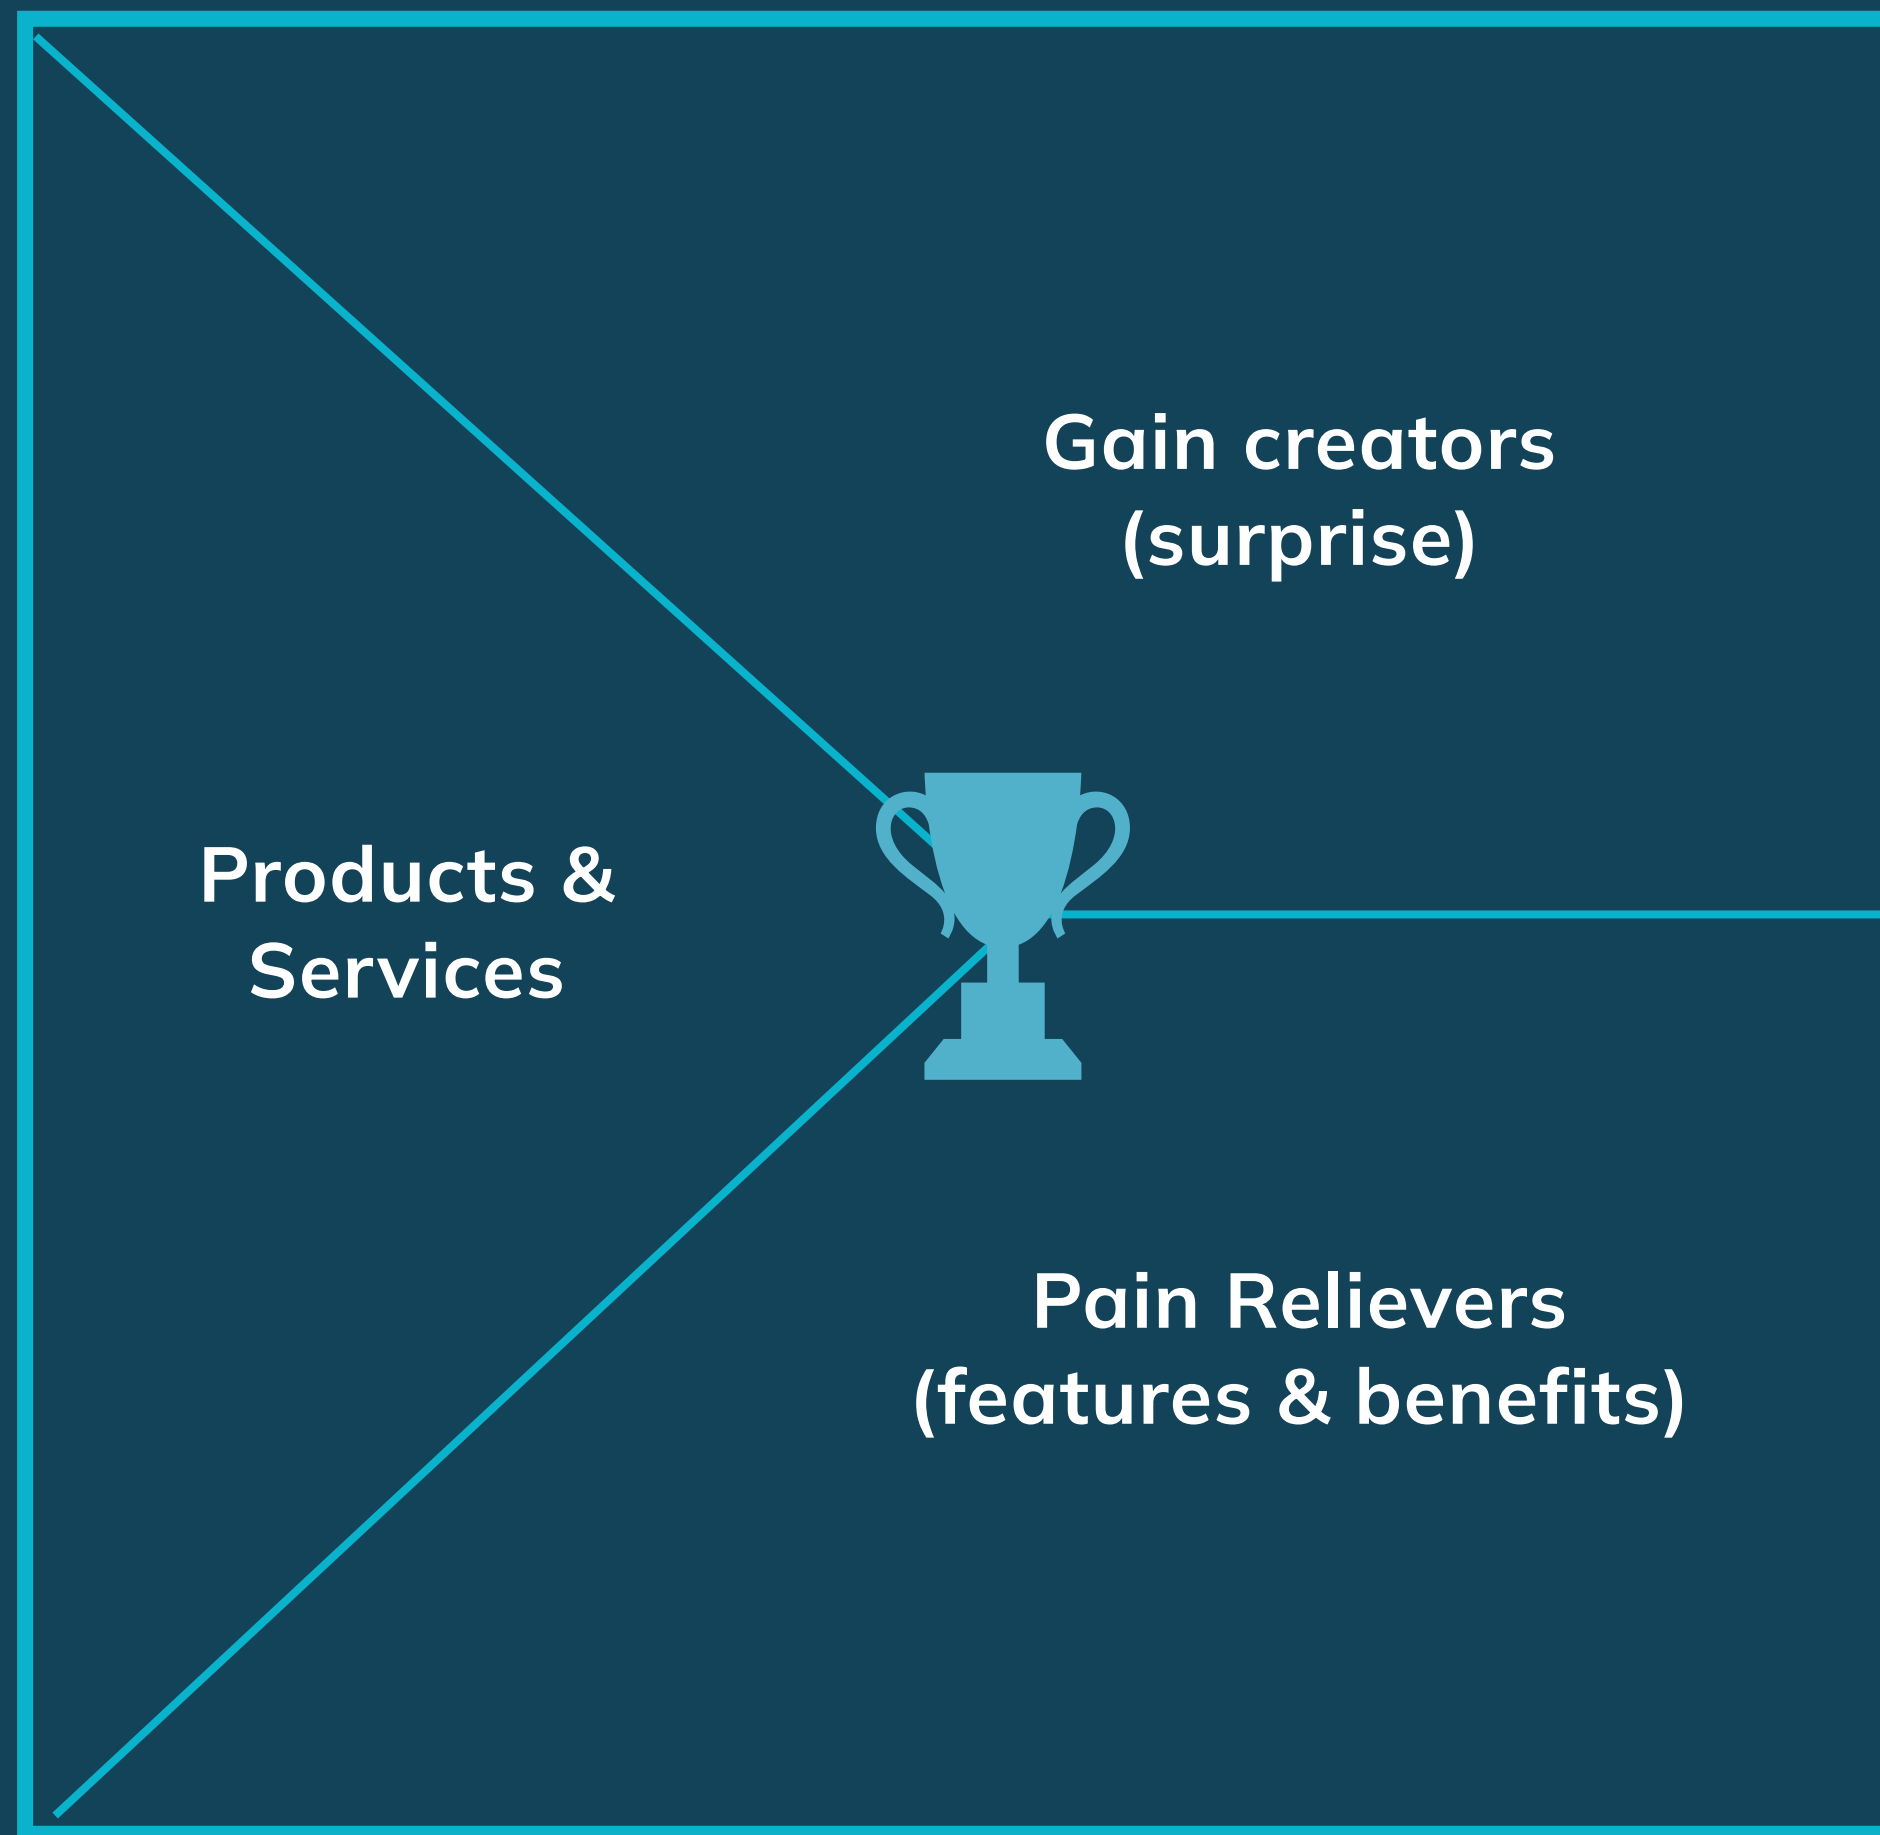 Gain creators
(surprise)
Products &
Services
Pain Relievers
(features & benefits)